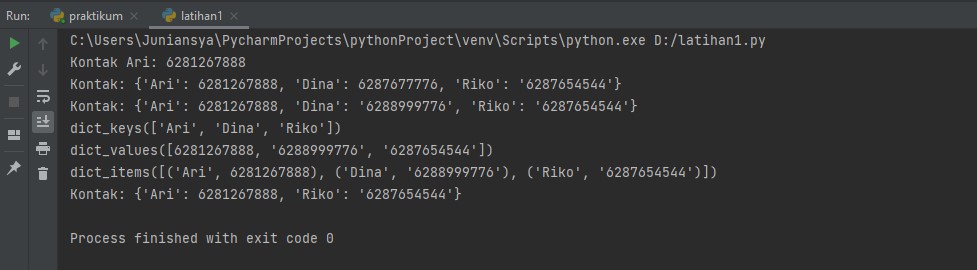 Run: praktikum latihan1
C:\Users\Juniansya\PycharmProjects\pythonProject\venv\Scripts\python.exe D:/latihan1.py
Kontak Ari: 6281267888
Kontak: {'Ari': 6281267888, 'Dina': 6287677776, 'Riko': '6287654544'}
Kontak: {'Ari': 6281267888, 'Dina': '6288999776', 'Riko': '6287654544'}
dict_keys(['Ari', 'Dina', 'Riko'])
dict_values([6281267888, '6288999776', '6287654544'])
dict_items([('Ari', 6281267888), ('Dina', '6288999776'), ('Riko', '6287654544')])
Kontak: {'Ari': 6281267888, 'Riko': '6287654544'}
Process finished with exit code 0